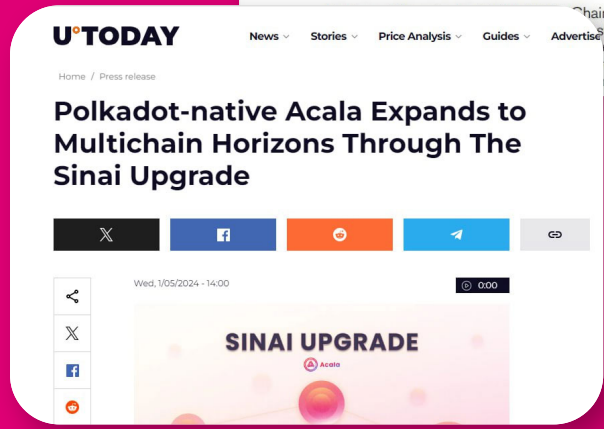 U°TODAY
News Stories Price Analysis Guides Advertise
Home / Press release
Polkadot-native Acala Expands to
Multichain Horizons Through The
Sinai Upgrade
Wed, 1/05/2024 - 14:00
0:00
SINAI UPGRADE
Acala